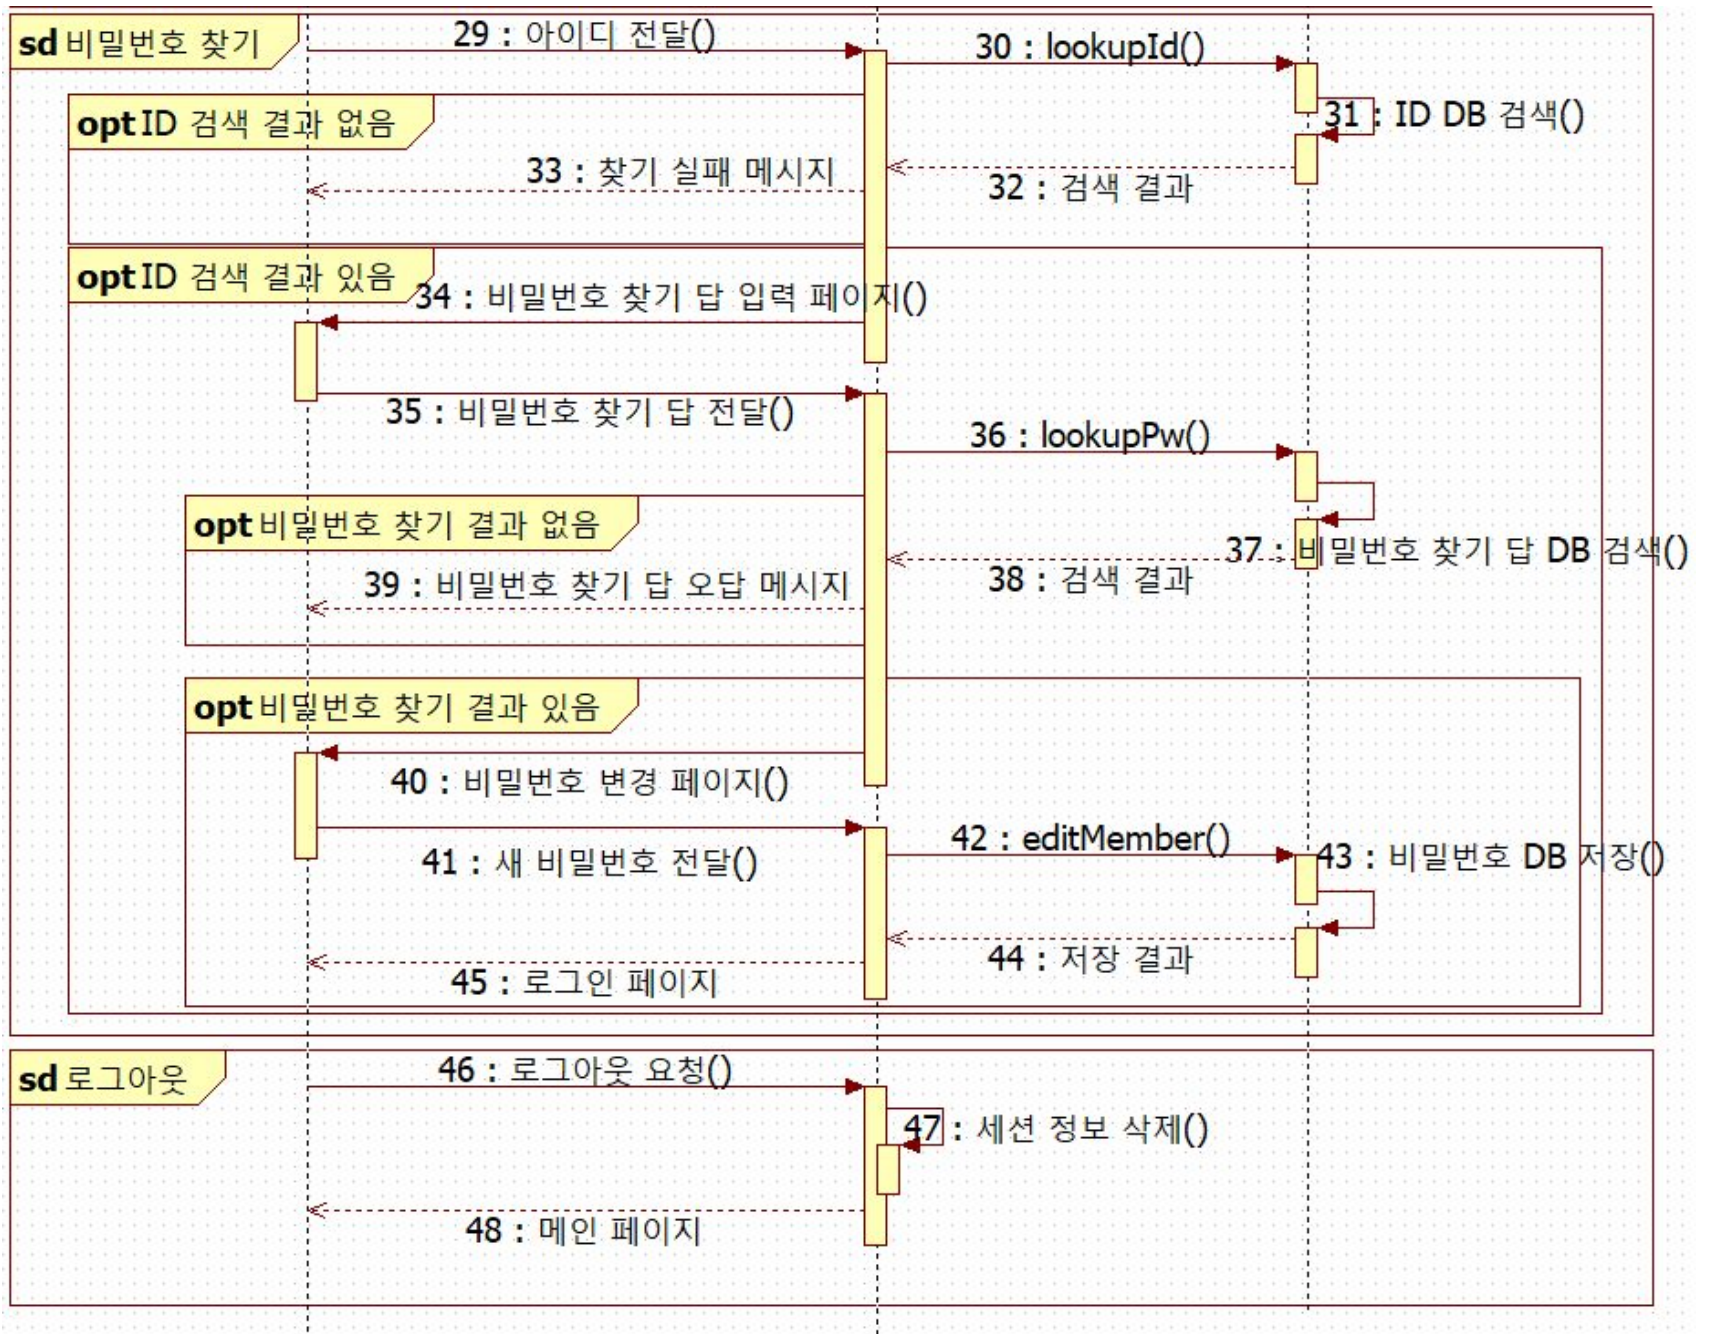 sd 비밀번호 찾기
29 : 아이디 전달()
30 : lookupId()
opt ID 검색 결과 없음
31 : ID DB 검색()
33 : 찾기 실패 메시지
32 : 검색 결과
opt ID 검색 결과 있음
34 : 비밀번호 찾기 답 입력 페이지()
35 : 비밀번호 찾기 답 전달()
36 : lookupPw()
opt 비밀번호 찾기 결과 없음
37 : 비밀번호 찾기 답 DB 검색()
38 : 검색 결과
39 : 비밀번호 찾기 답 오답 메시지
opt 비밀번호 찾기 결과 있음
40 : 비밀번호 변경 페이지()
41 : 새 비밀번호 전달()
42 : editMember()
43 : 비밀번호 DB 저장()
44 : 저장 결과
45 : 로그인 페이지
sd 로그아웃
46 : 로그아웃 요청()
47 : 세션 정보 삭제()
48 : 메인 페이지